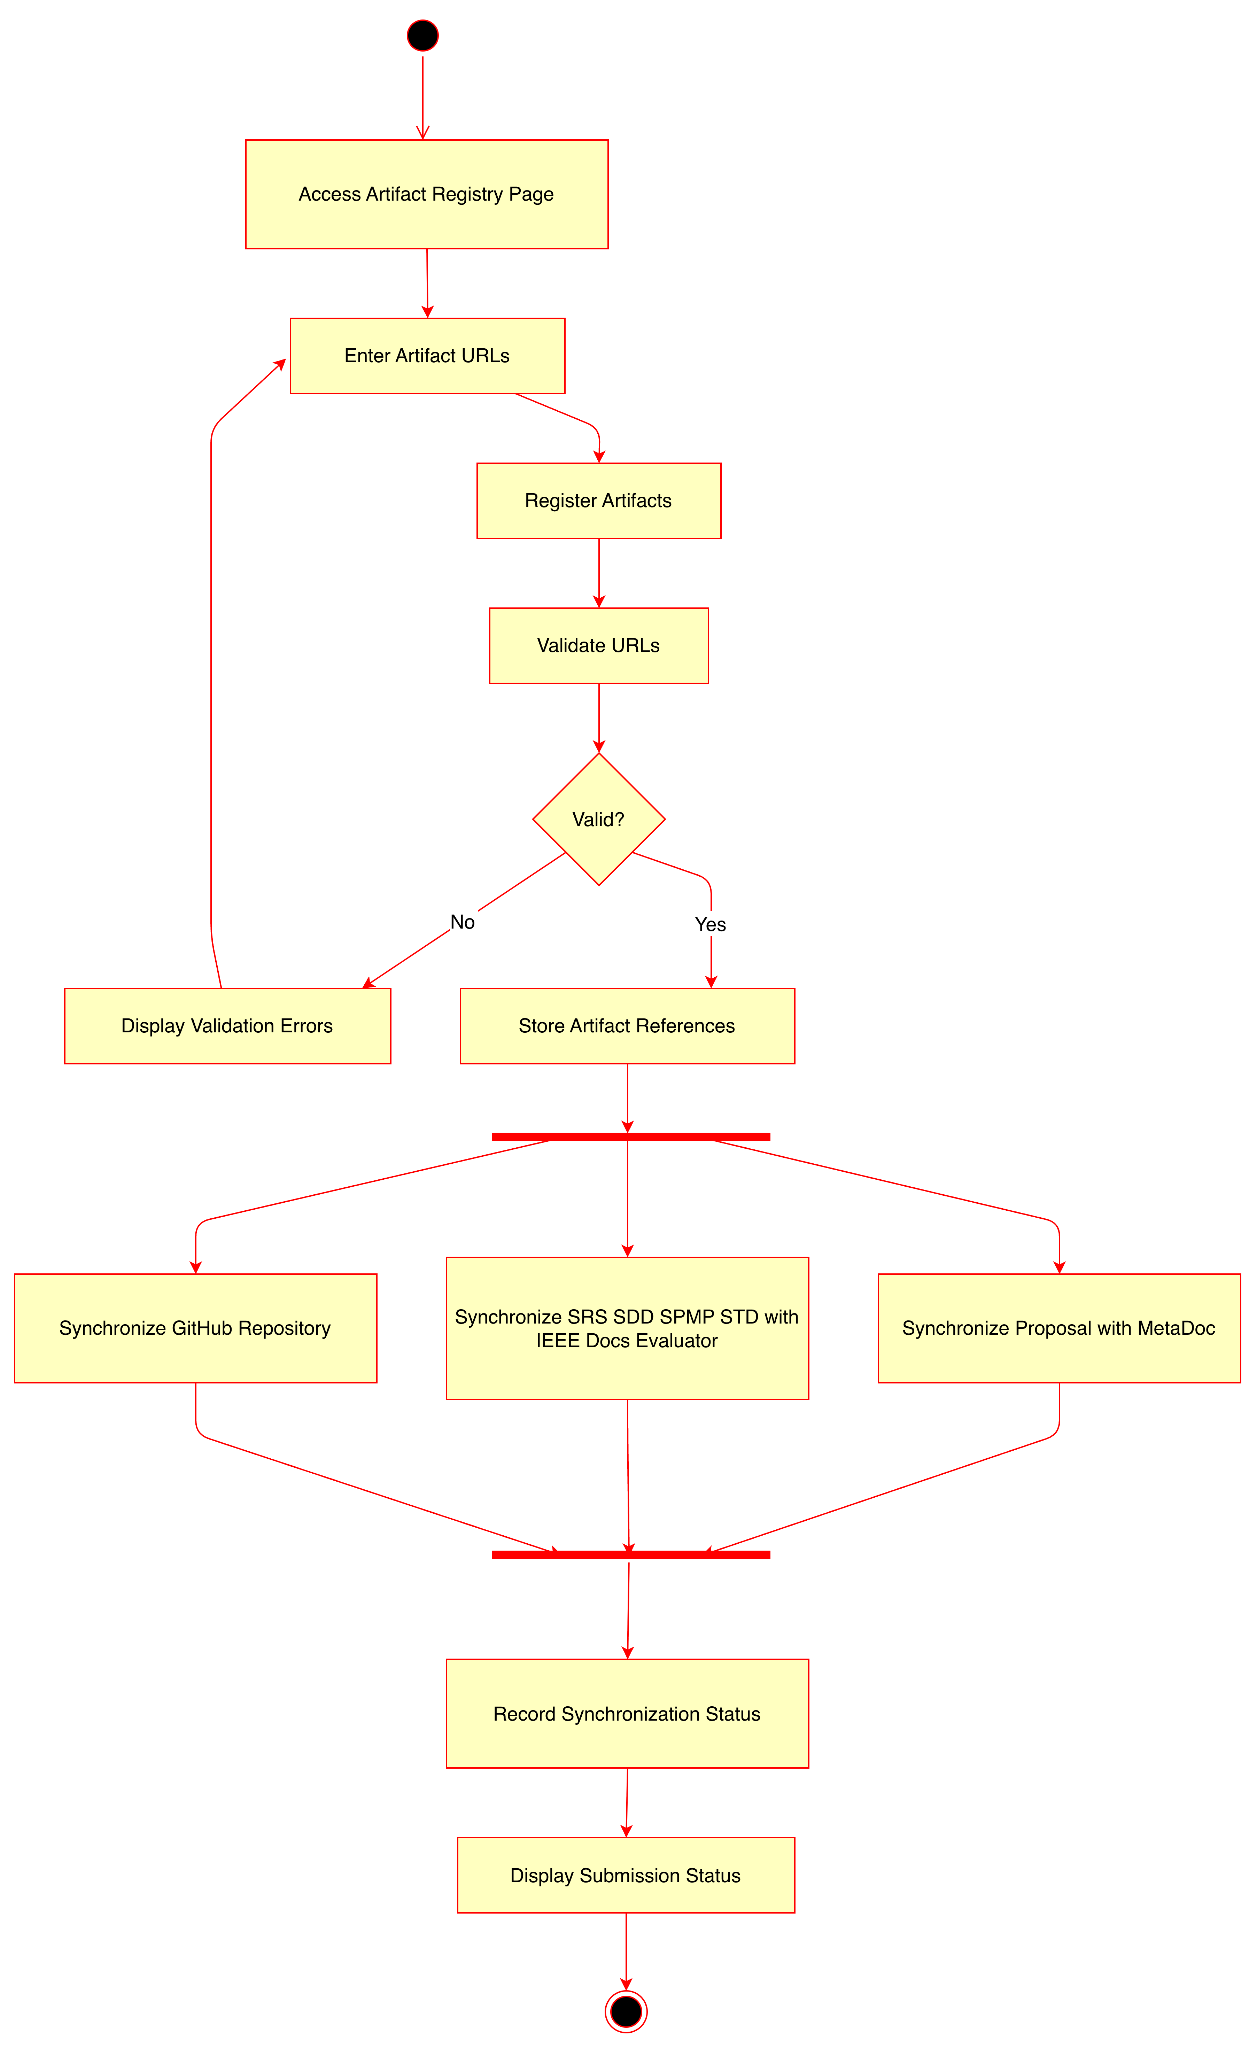 Access Artifact Registry Page
Enter Artifact URLs
Register Artifacts
Validate URLs
Valid?
No
Yes
Display Validation Errors
Store Artifact References
Synchronize GitHub Repository
Synchronize SRS SDD SPMP STD with
IEEE Docs Evaluator
Synchronize Proposal with MetaDoc
Record Synchronization Status
Display Submission Status